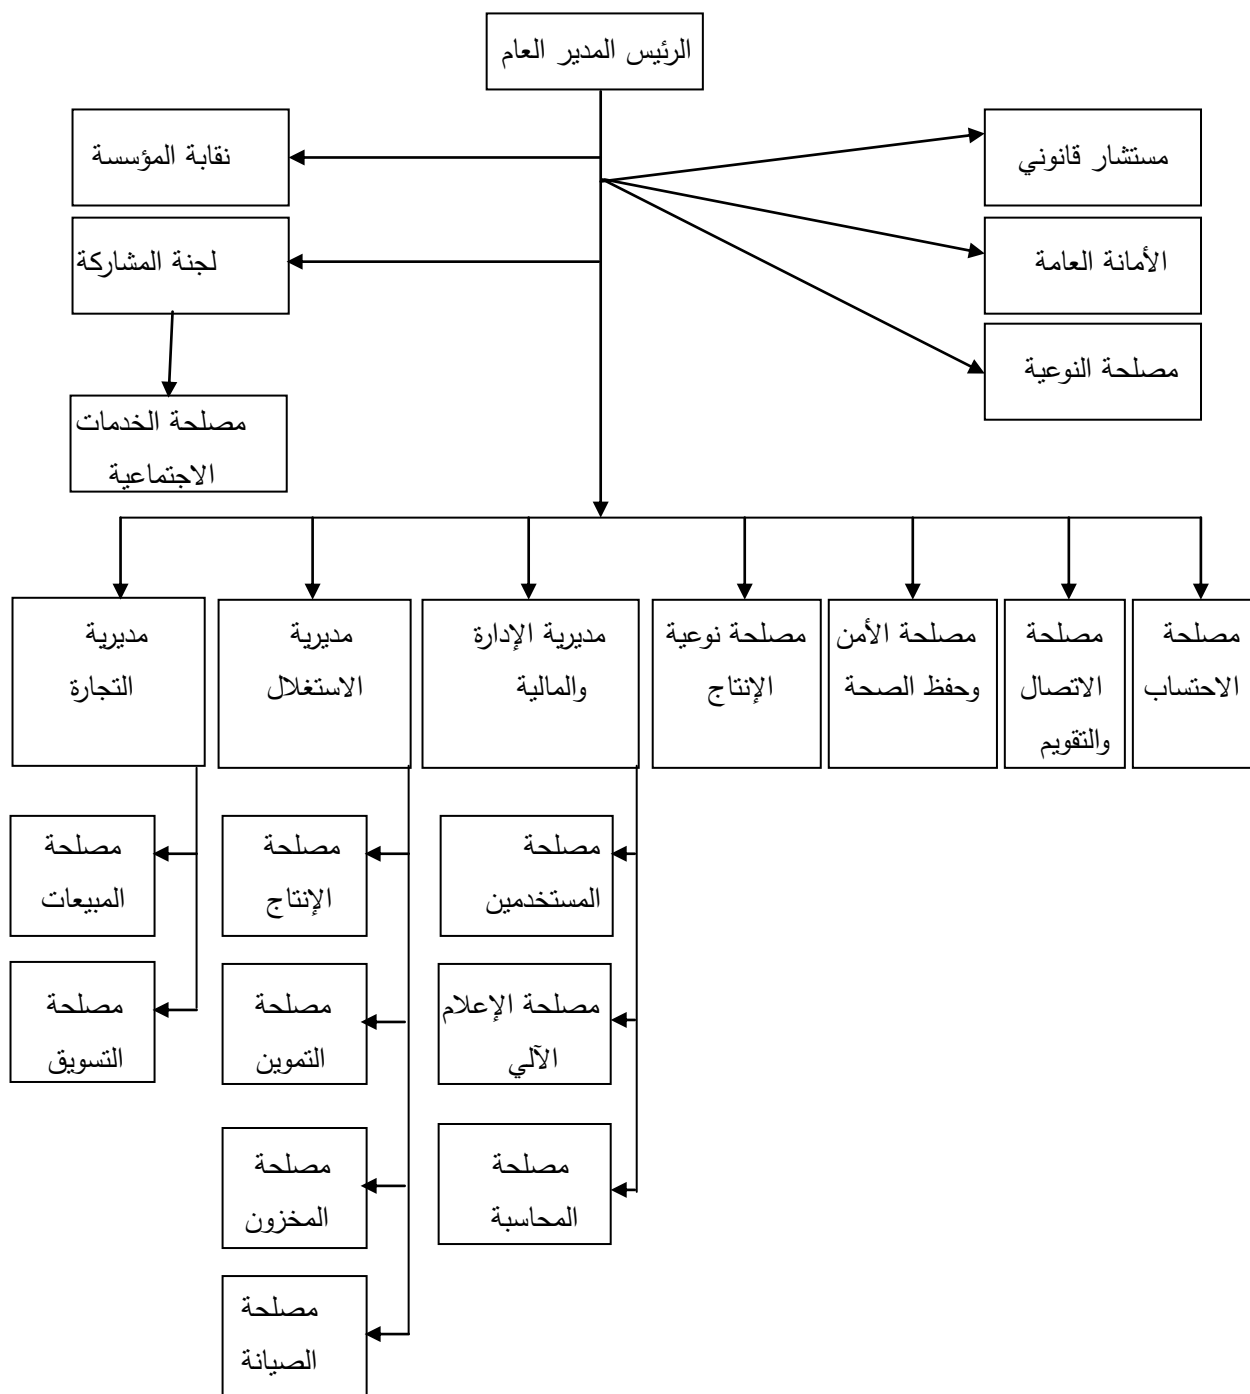 الرئيس المدير العام
مستشار قانوني
نقابة المؤسسة
الأمانة العامة
لجنة المشاركة
مصلحة النوعية
مصلحة الخدمات
الاجتماعية
مصلحة
الاحتساب
مصلحة
الاتصال
والتقويم
مصلحة الأمن
وحفظ الصحة
مصلحة نوعية
الإنتاج
مديرية الإدارة
والمالية
مديرية
الاستغلال
مديرية
التجارة
مصلحة
المستخدمين
مصلحة الإعلام
الآلي
مصلحة
المحاسبة
مصلحة
الإنتاج
مصلحة
التموين
مصلحة
المخزون
مصلحة
الصيانة
مصلحة
المبيعات
مصلحة
التسويق